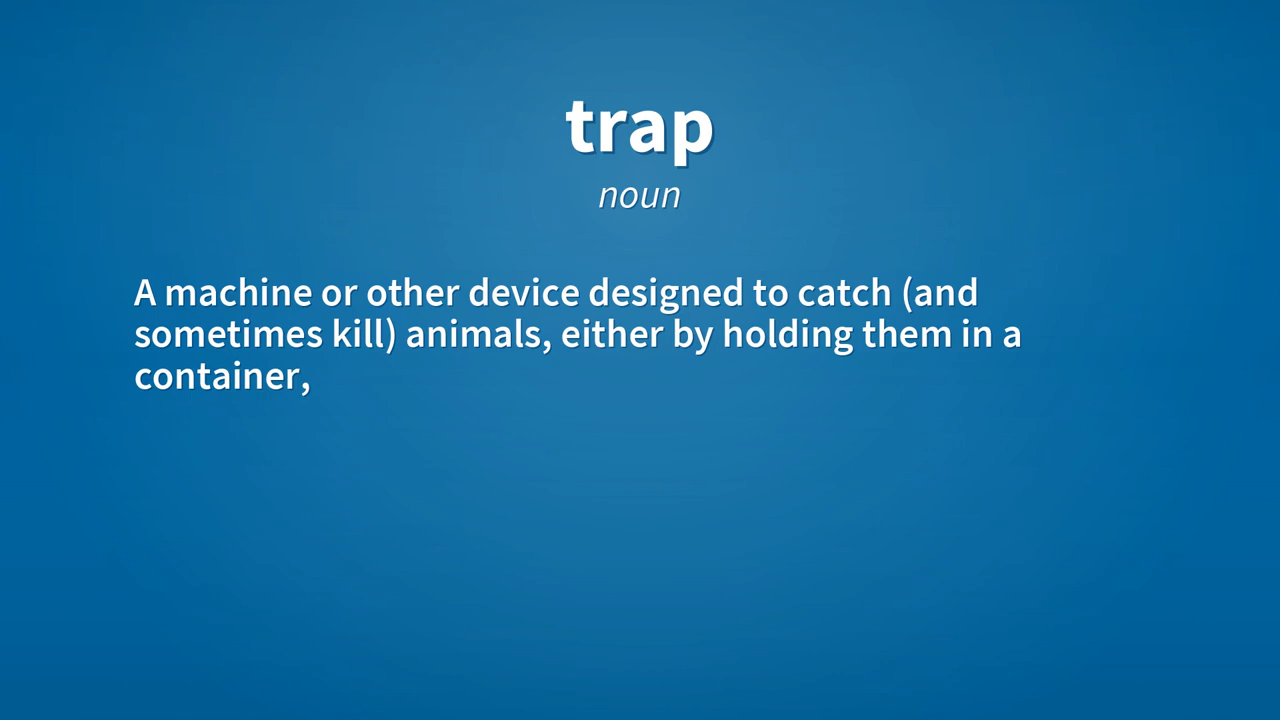 trap
noun
A machine or other device designed to catch (and
sometimes kill) animals, either by holding them in a
container,